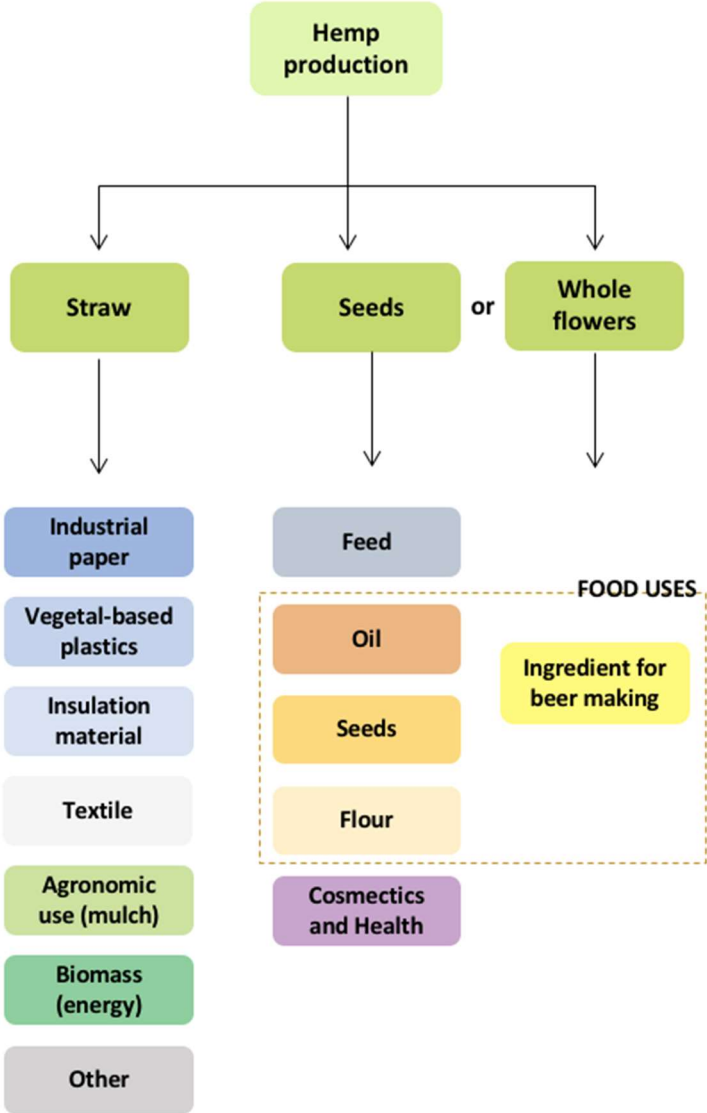 Hemp
production
Straw
Seeds
or
Whole
flowers
Industrial
paper
Vegetal-based
plastics
Insulation
material
Textile
Agronomic
use (mulch)
Biomass
(energy)
Other
Feed
FOOD USES
Oil
Seeds
Flour
Ingredient for
beer making
Cosmectics
and Health